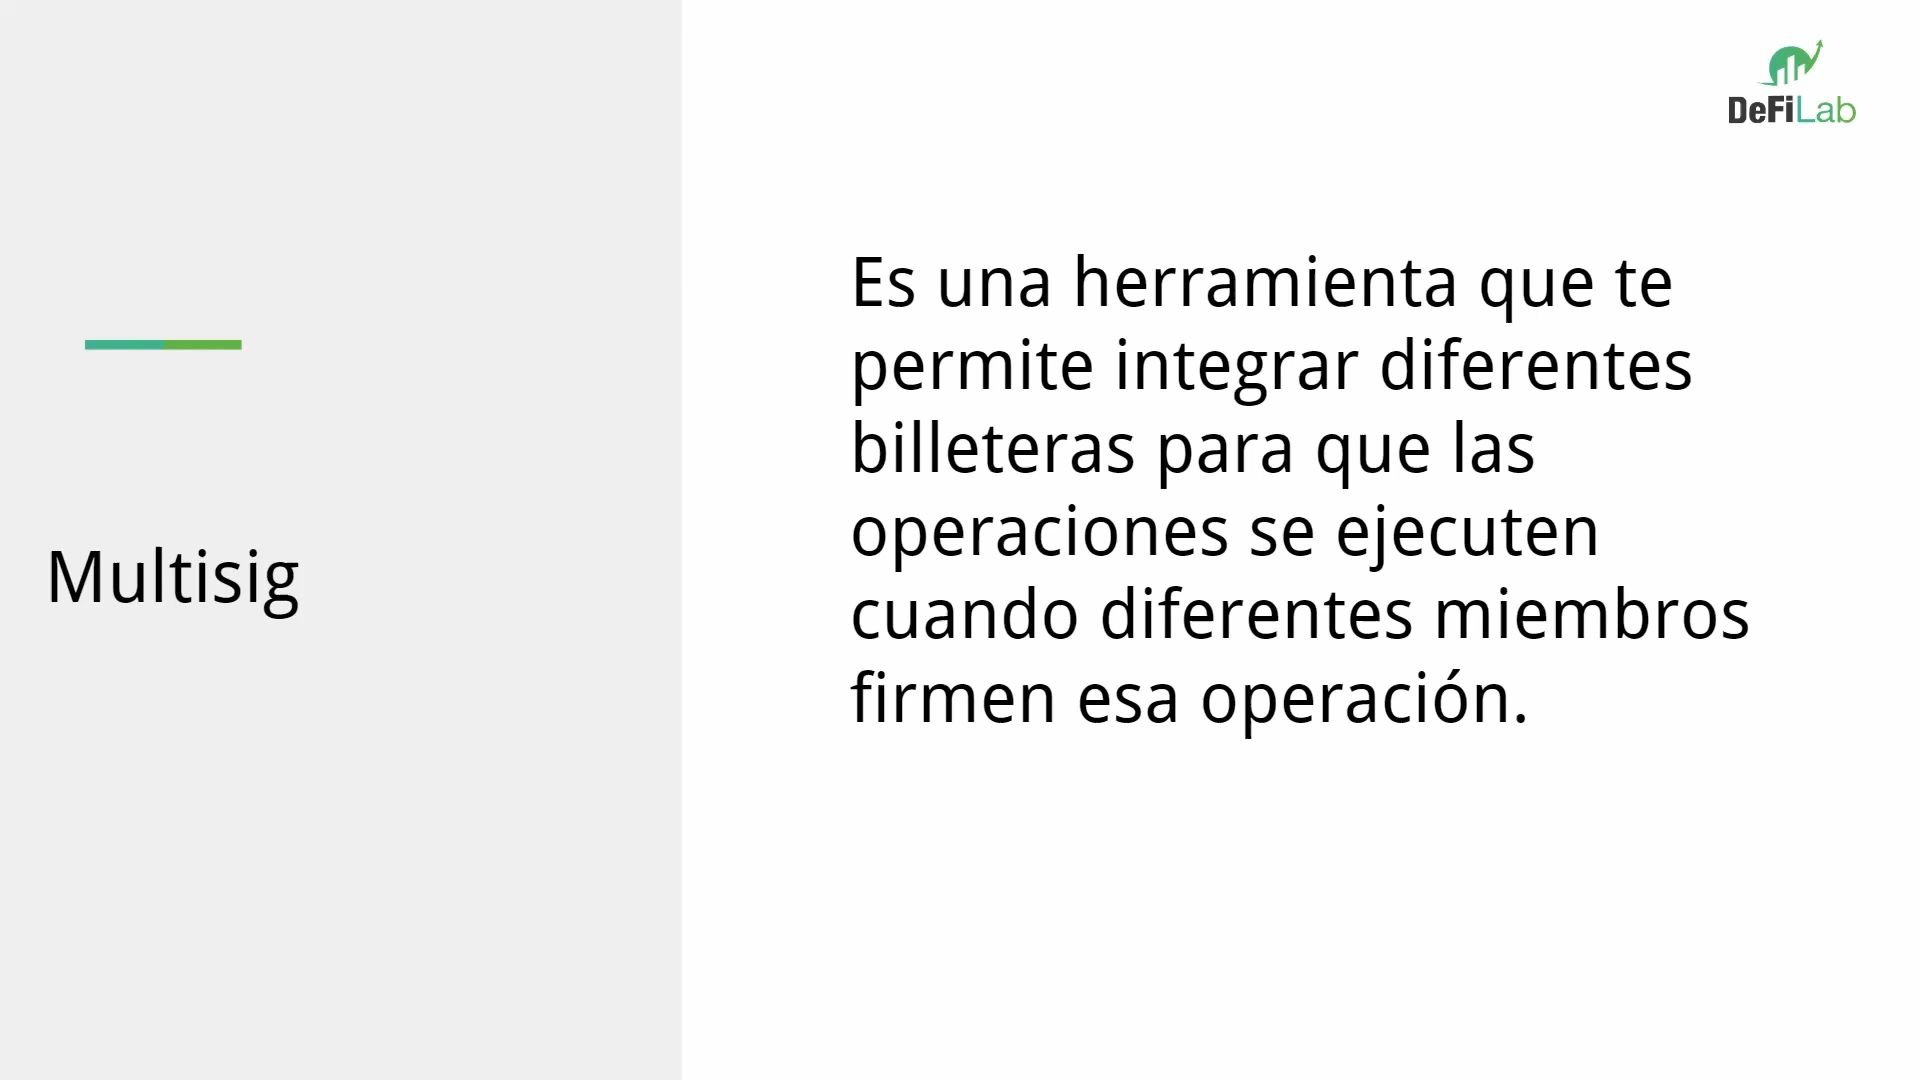 DeFiLab
Multisig
Es una herramienta que te
permite integrar diferentes
billeteras para que las
operaciones se ejecuten
cuando diferentes miembros
firmen esa operación.